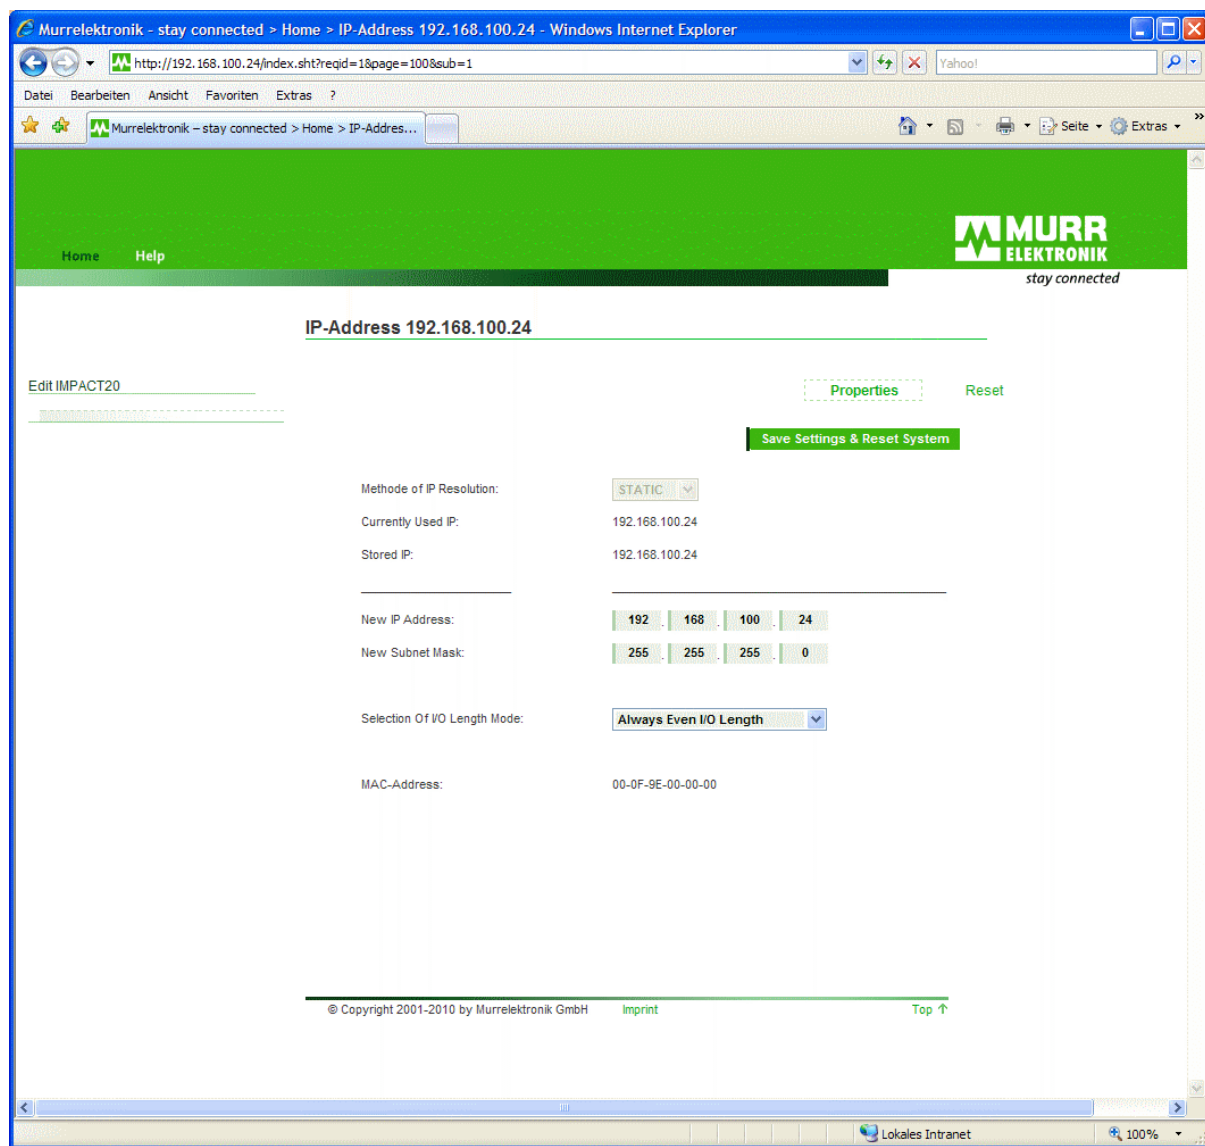 Murrelektronik - stay connected > Home > IP-Address 192.168.100.24 - Windows Internet Explorer
http://192.168.100.24/index.sht?reqid=1&page=100&sub=1
Yahoo!
Datei Bearbeiten Ansicht Favoriten Extras ?
Murrelektronik – stay connected > Home > IP-Addres...
Seite Extras »
MURR
ELEKTRONIK
Home Help
stay connected
IP-Address 192.168.100.24
Edit IMPACT20
Properties Reset
Save Settings & Reset System
Methode of IP Resolution: STATIC
Currently Used IP: 192.168.100.24
Stored IP: 192.168.100.24
New IP Address: 192 . 168 . 100 . 24
New Subnet Mask: 255 . 255 . 255 . 0
Selection Of I/O Length Mode: Always Even I/O Length
MAC-Address: 00-0F-9E-00-00-00
© Copyright 2001-2010 by Murrelektronik GmbH Imprint Top ↑
Lokales Intranet 100%